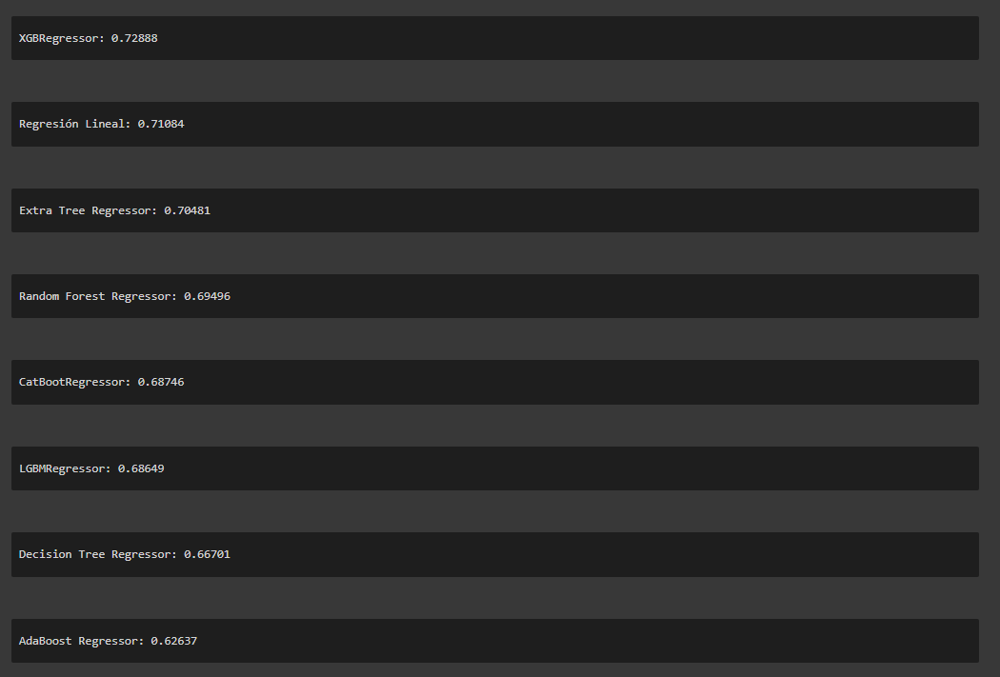 XGBRegressor: 0.72888
Regresión Lineal: 0.71084
Extra Tree Regressor: 0.70481
Random Forest Regressor: 0.69496
CatBootRegressor: 0.68746
LGBMRegressor: 0.68649
Decision Tree Regressor: 0.66701
AdaBoost Regressor: 0.62637